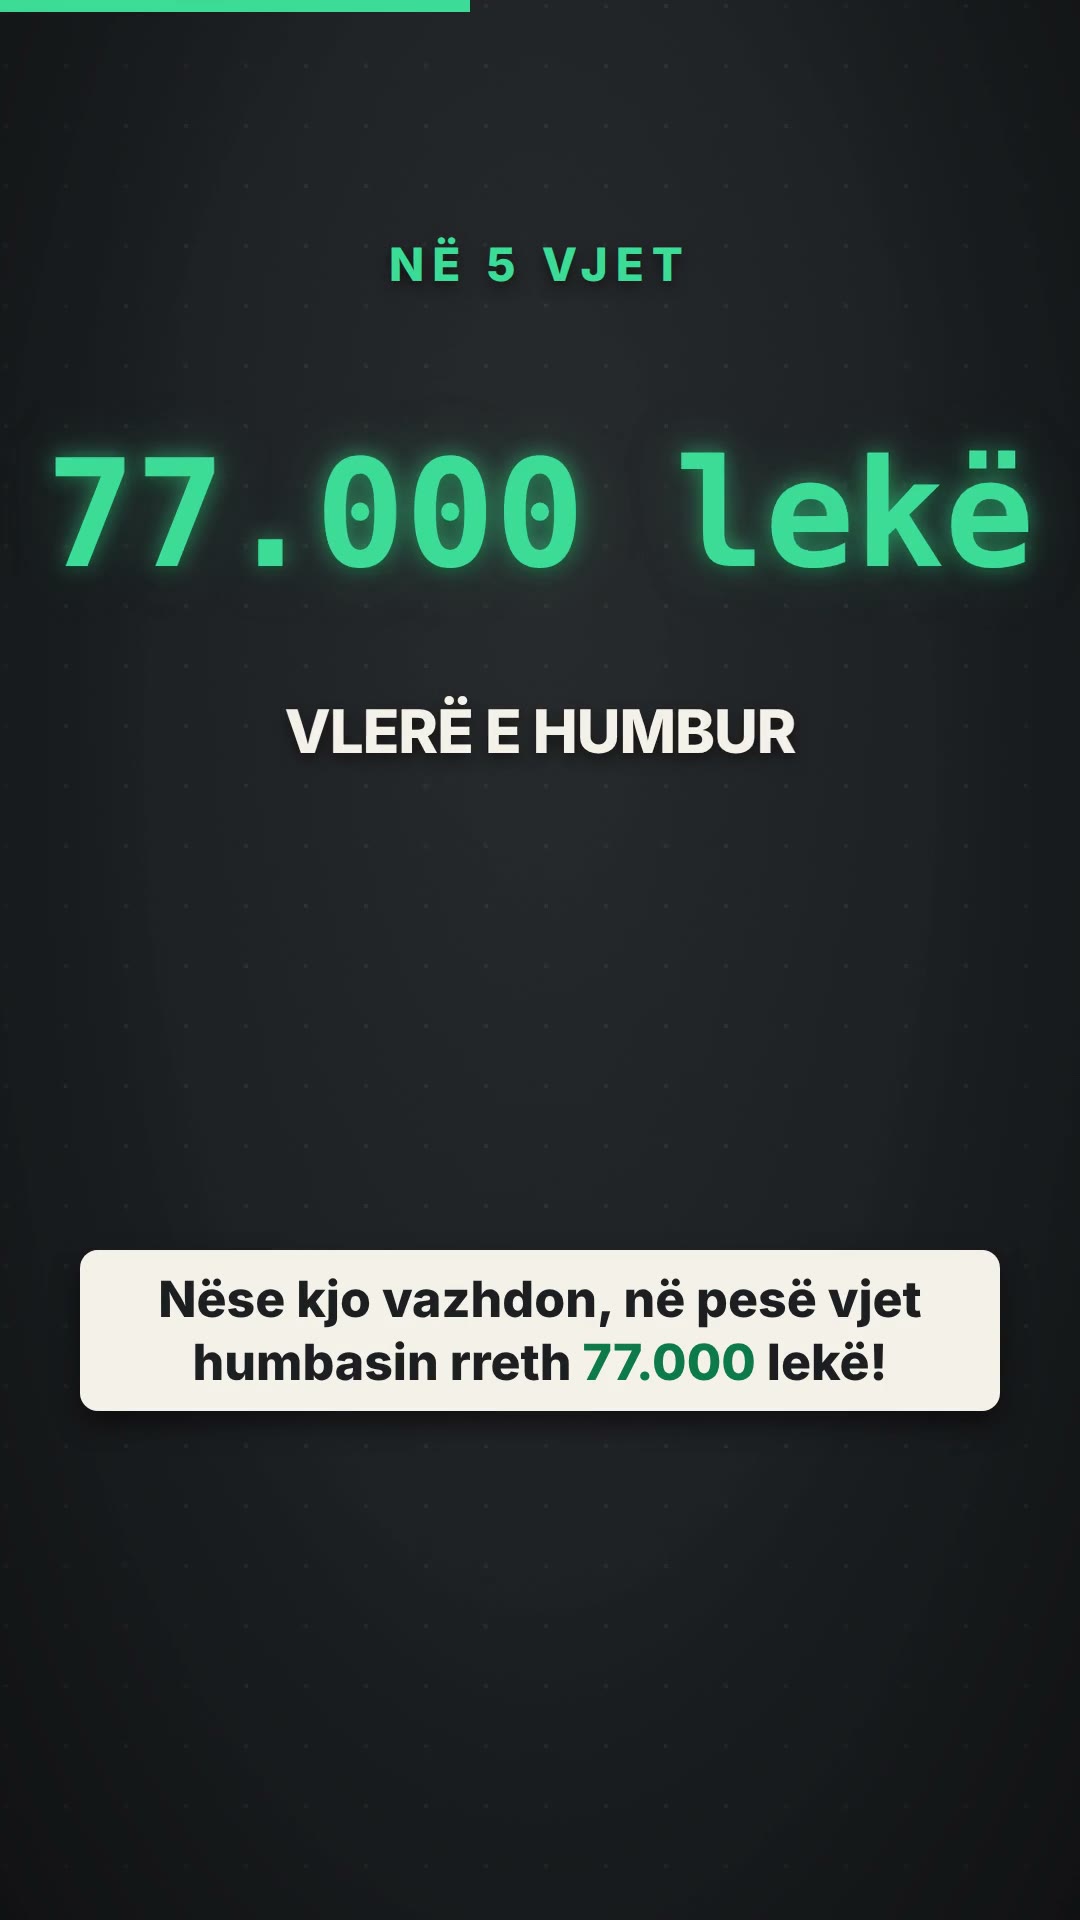 NË 5 VJET
77.000 lekë
VLERË E HUMBUR
Nëse kjo vazhdon, në pesë vjet
humbasin rreth 77.000 lekë!